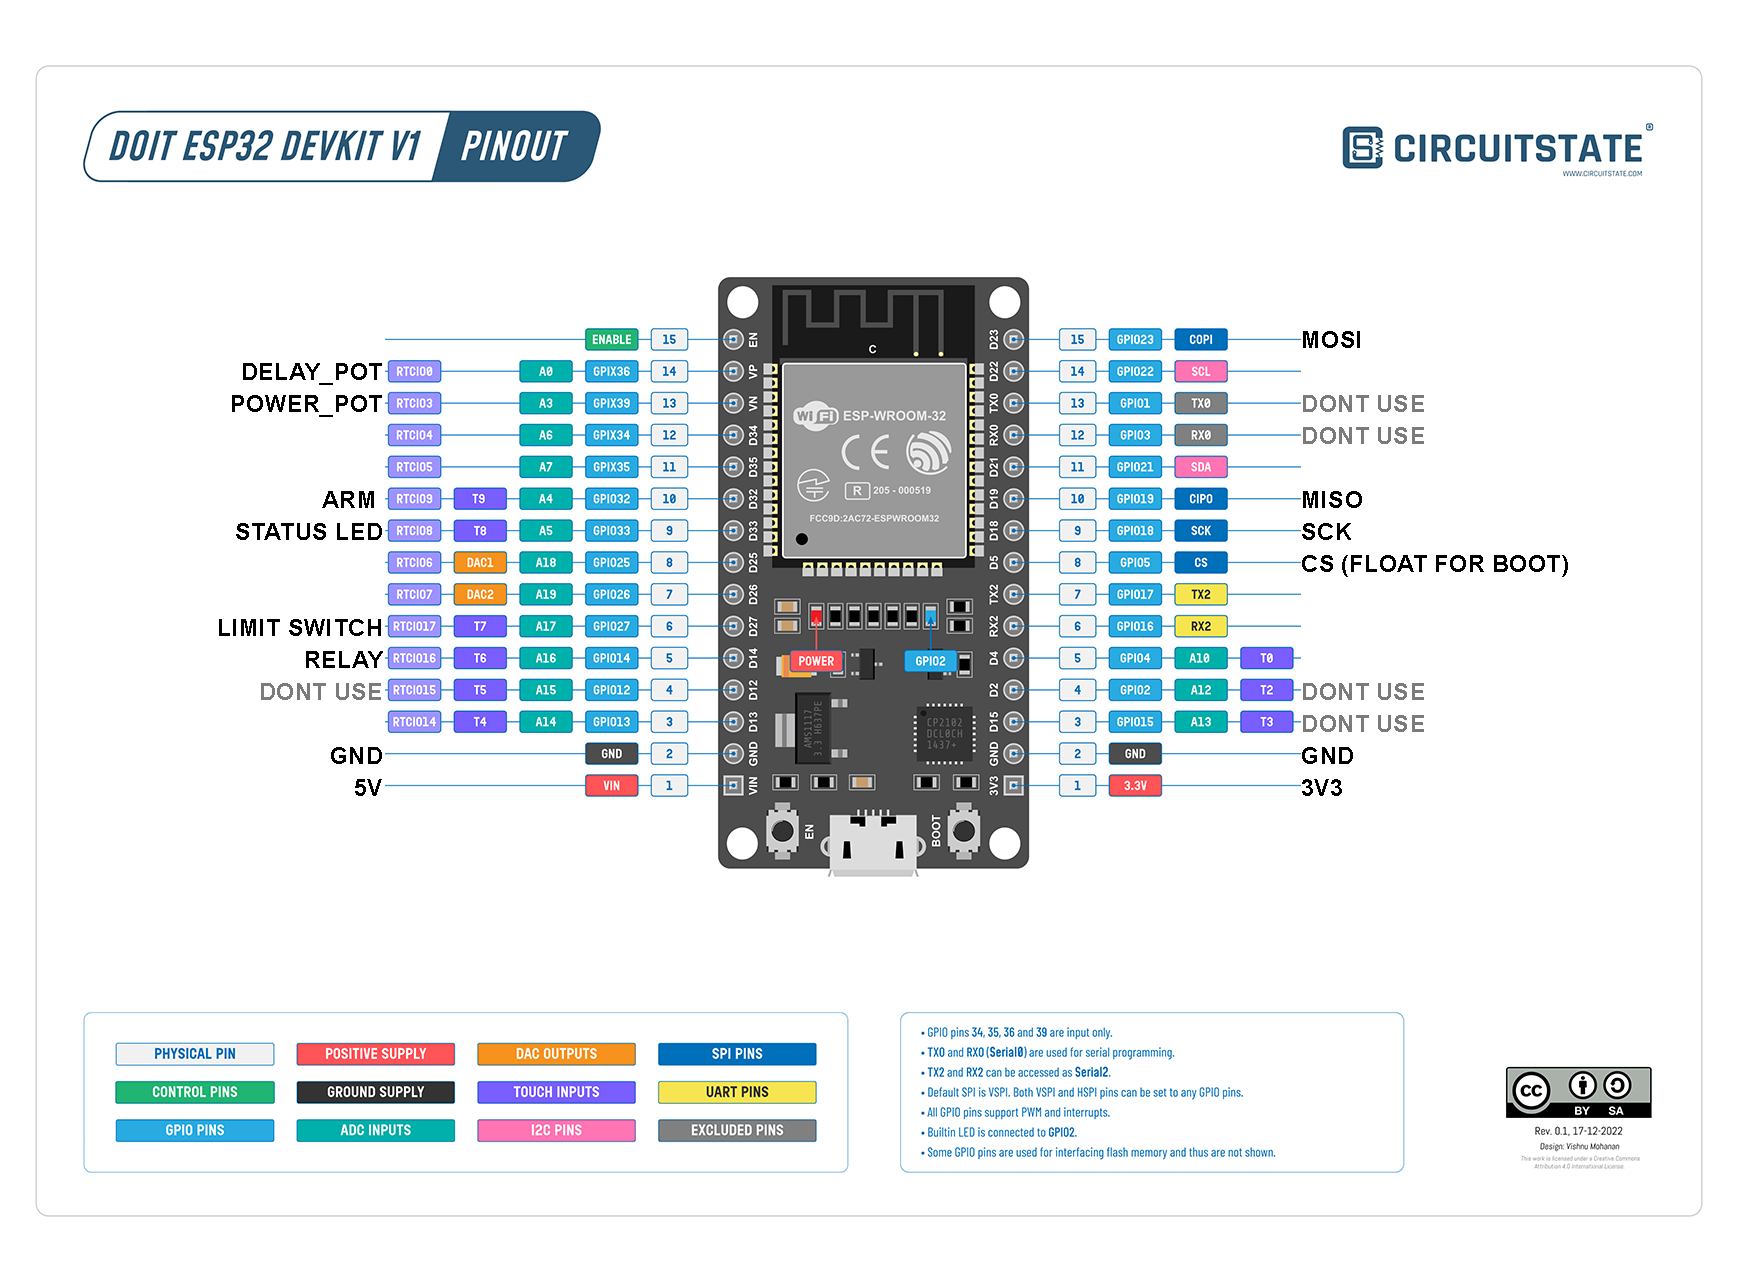 DOIT ESP32 DEVKIT V1 PINOUT
CIRCUITSTATE
WWW.CIRCUITSTATE.COM
ENABLE 15 EN
DELAY_POT RTCIO0 A0 GPIX36 14 VP
POWER_POT RTCIO3 A3 GPIX39 13 VN
RTCIO4 A6 GPIX34 12 D34
RTCIO5 A7 GPIX35 11 D35
ARM RTCIO9 T9 A4 GPIO32 10 D32
STATUS LED RTCIO8 T8 A5 GPIO33 9 D33
RTCIO6 DAC1 A18 GPIO25 8 D25
RTCIO7 DAC2 A19 GPIO26 7 D26
LIMIT SWITCH RTCIO17 T7 A17 GPIO27 6 D27
RELAY RTCIO16 T6 A16 GPIO14 5 D14
DONT USE RTCIO15 T5 A15 GPIO12 4 D12
RTCIO14 T4 A14 GPIO13 3 D13
GND GND 2 GND
5V VIN 1 VIN
C
WiFi ESP-WROOM-32
CE
R 205 - 000519
FCC9D:2AC72-ESPWROOM32
POWER
GPIO2
AMS1117
3.3 H637PE
CP2102
DCL0CH
1437+
EN
BOOT
D23 15 GPIO23 COPI MOSI
D22 14 GPIO22 SCL
TX0 13 GPIO1 TX0 DONT USE
RX0 12 GPIO3 RX0 DONT USE
D21 11 GPIO21 SDA
D19 10 GPIO19 CIPO MISO
D18 9 GPIO18 SCK SCK
D5 8 GPIO5 CS CS (FLOAT FOR BOOT)
TX2 7 GPIO17 TX2
RX2 6 GPIO16 RX2
D4 5 GPIO4 A10 T0
D2 4 GPIO2 A12 T2 DONT USE
D15 3 GPIO15 A13 T3 DONT USE
GND 2 GND GND
3V3 1 3.3V 3V3
PHYSICAL PIN POSITIVE SUPPLY DAC OUTPUTS SPI PINS
CONTROL PINS GROUND SUPPLY TOUCH INPUTS UART PINS
GPIO PINS ADC INPUTS I2C PINS EXCLUDED PINS
• GPIO pins 34, 35, 36 and 39 are input only.
• TX0 and RX0 (Serial0) are used for serial programming.
• TX2 and RX2 can be accessed as Serial2.
• Default SPI is VSPI. Both VSPI and HSPI pins can be set to any GPIO pins.
• All GPIO pins support PWM and interrupts.
• Builtin LED is connected to GPIO2.
• Some GPIO pins are used for interfacing flash memory and thus are not shown.
CC BY SA
Rev. 0.1, 17-12-2022
Design: Vishnu Mohanan
This work is licensed under a Creative Commons
Attribution 4.0 International License